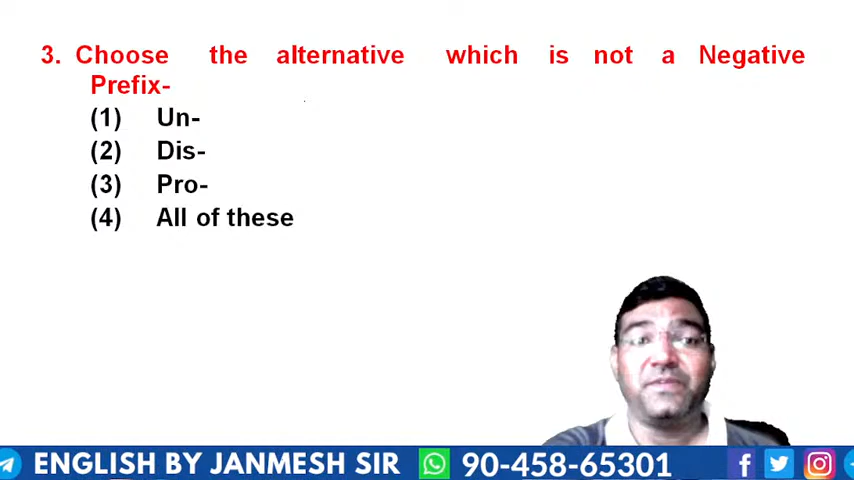 3. Choose the alternative which is not a Negative
Prefix-
(1) Un-
(2) Dis-
(3) Pro-
(4) All of these
ENGLISH BY JANMESH SIR 90-458-65301